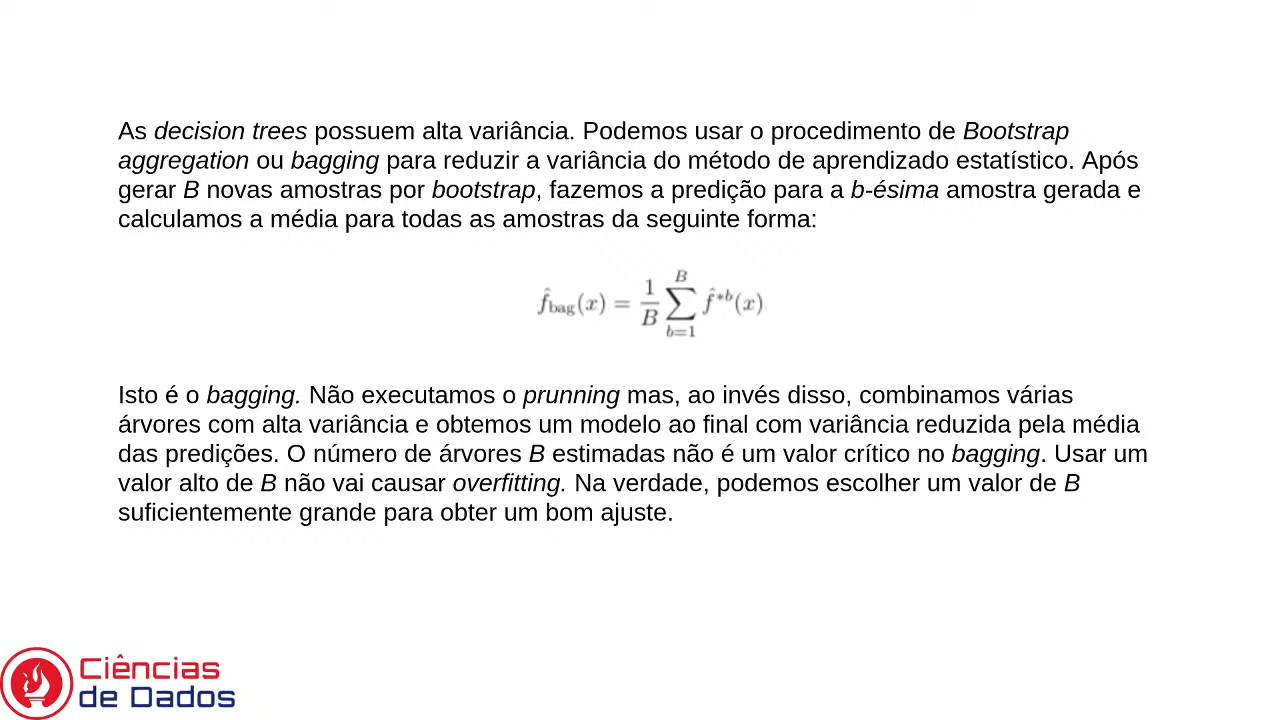 As decision trees possuem alta variância. Podemos usar o procedimento de Bootstrap
aggregation ou bagging para reduzir a variância do método de aprendizado estatístico. Após
gerar B novas amostras por bootstrap, fazemos a predição para a b-ésima amostra gerada e
calculamos a média para todas as amostras da seguinte forma:
f̂_bag(x) = 1/B ∑_{b=1}^{B} f̂^{*b}(x)
Isto é o bagging. Não executamos o prunning mas, ao invés disso, combinamos várias
árvores com alta variância e obtemos um modelo ao final com variância reduzida pela média
das predições. O número de árvores B estimadas não é um valor crítico no bagging. Usar um
valor alto de B não vai causar overfitting. Na verdade, podemos escolher um valor de B
suficientemente grande para obter um bom ajuste.
Ciências
de Dados